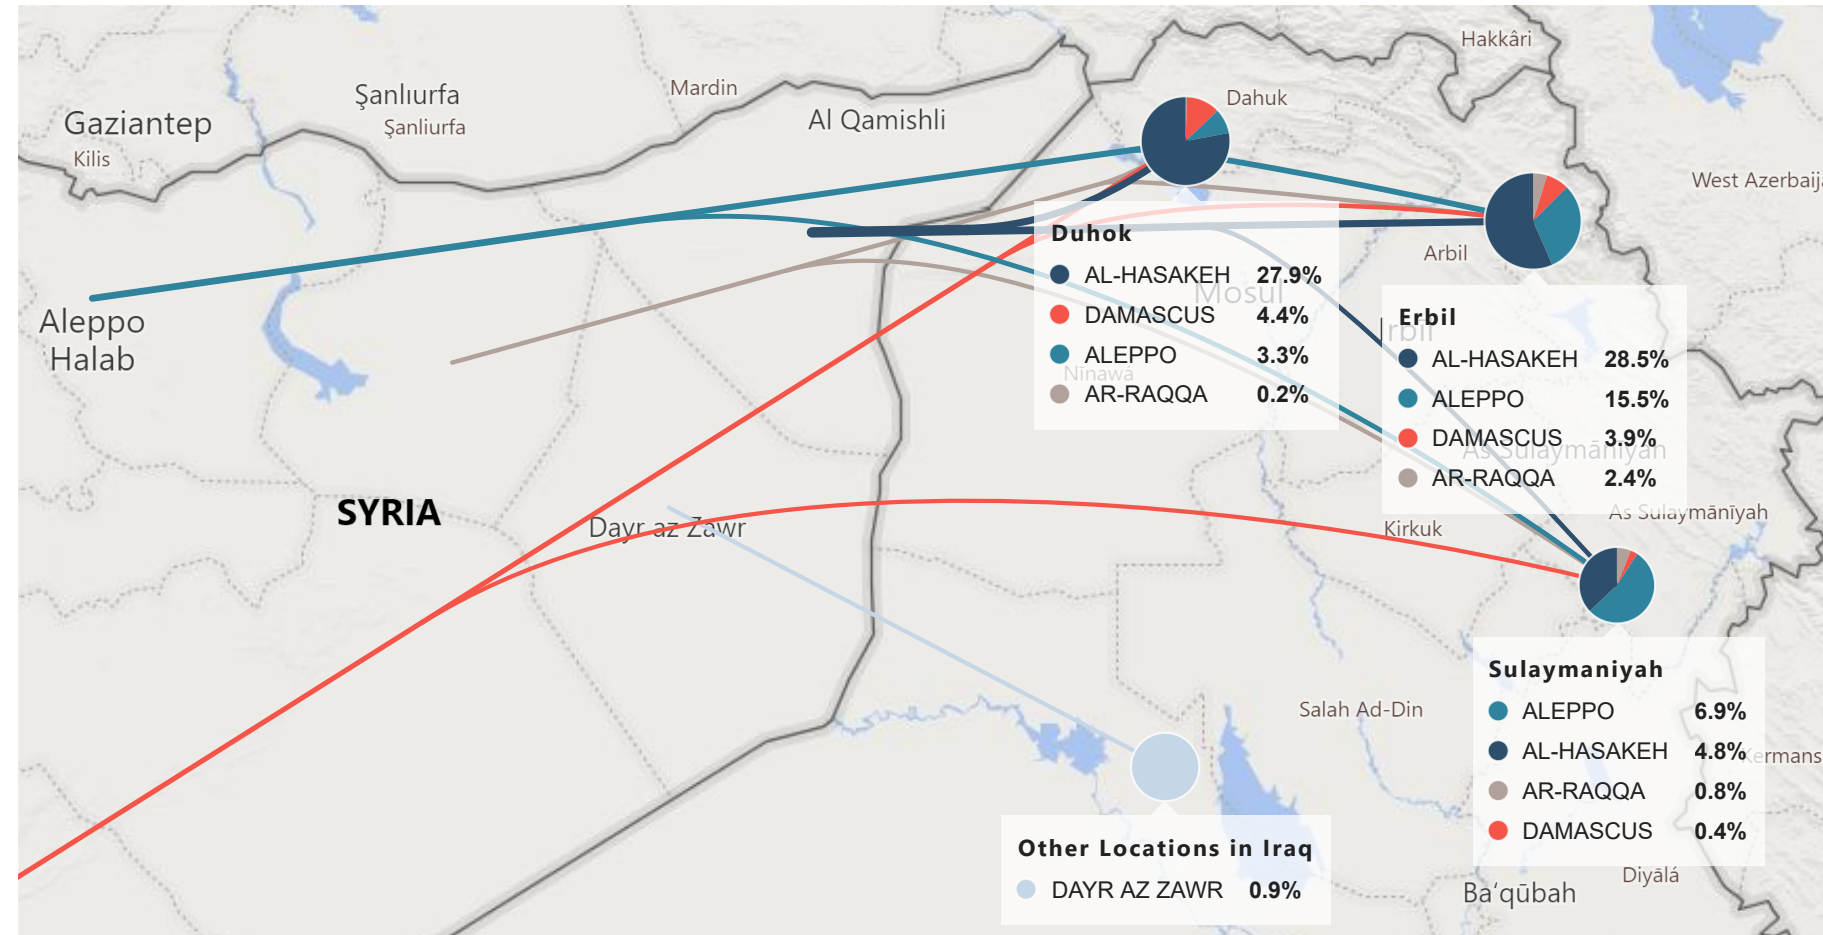 Hakkâri
Şanlıurfa
Mardin
Dahuk
Gaziantep
Şanliurfa
Al Qamishli
Kilis
West Azerbaij
Duhok
Arbil
AL-HASAKEH 27.9%
Mosul
DAMASCUS 4.4%
Aleppo
Halab
ALEPPO 3.3%
Nīnawá
AR-RAQQA 0.2%
Erbil
Irbil
AL-HASAKEH 28.5%
ALEPPO 15.5%
DAMASCUS 3.9%
As Sulaymānīyah
AR-RAQQA 2.4%
SYRIA
Dayr az Zawr
Kirkuk
As Sulaymānīyah
Sulaymaniyah
ALEPPO 6.9%
AL-HASAKEH 4.8%
AR-RAQQA 0.8%
DAMASCUS 0.4%
Salah Ad-Din
Kermans
Other Locations in Iraq
DAYR AZ ZAWR 0.9%
Diyālá
Ba'qūbah